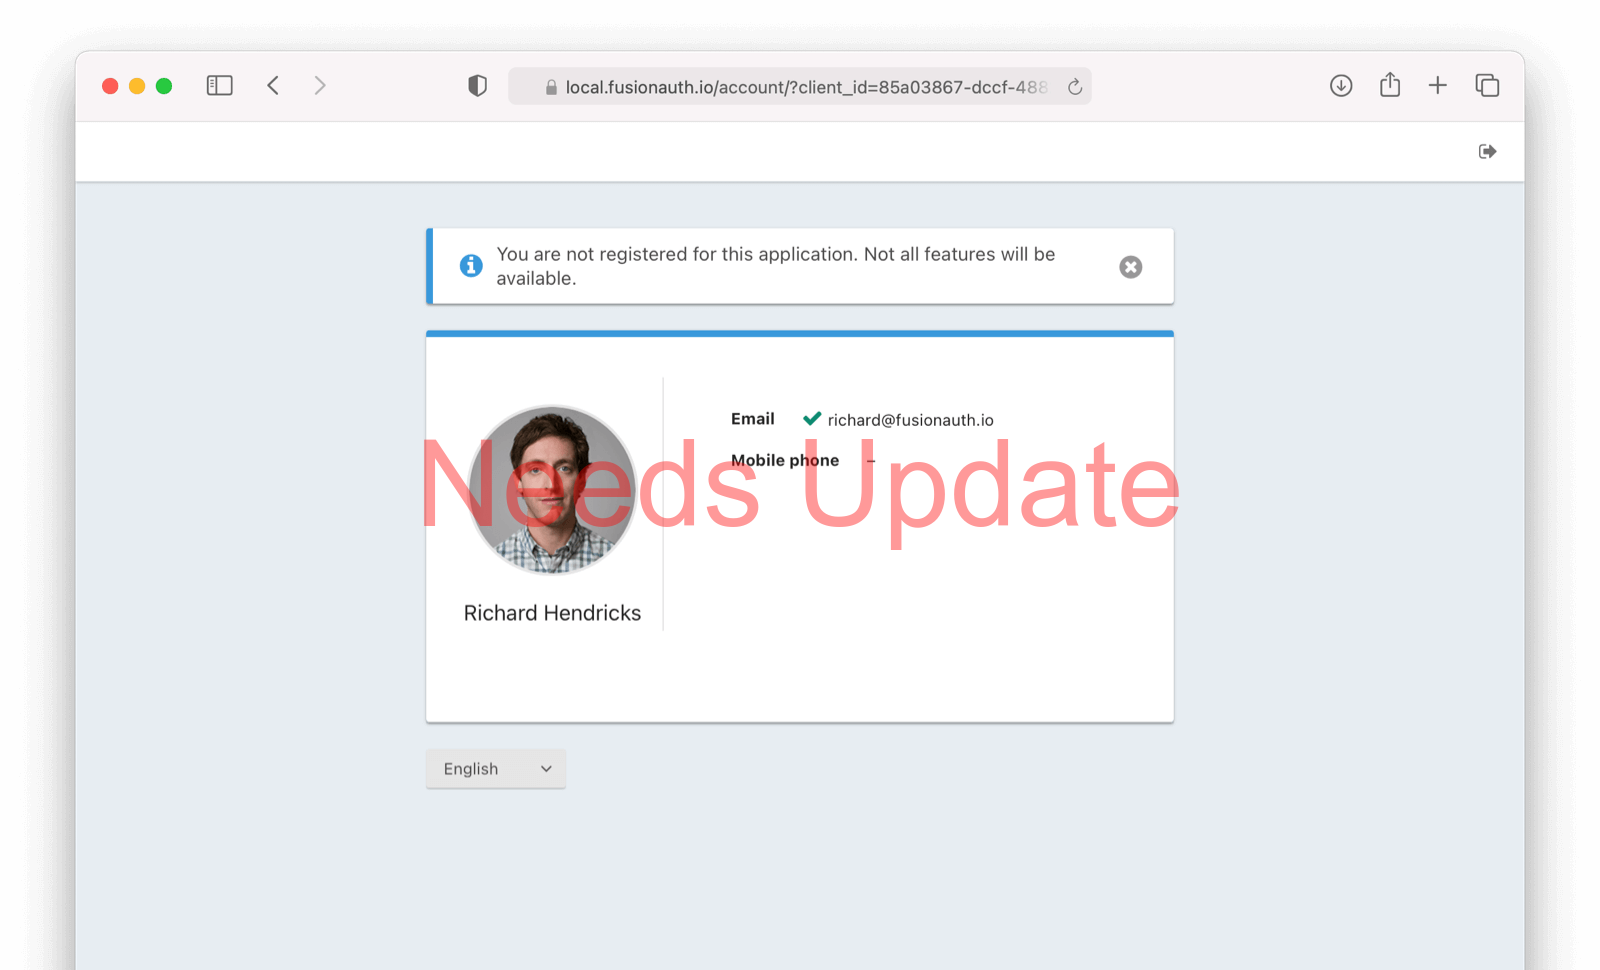 local.fusionauth.io/account/?client_id=85a03867-dccf-488
You are not registered for this application. Not all features will be
available.
Email richard@fusionauth.io
Mobile phone –
Needs Update
Richard Hendricks
English